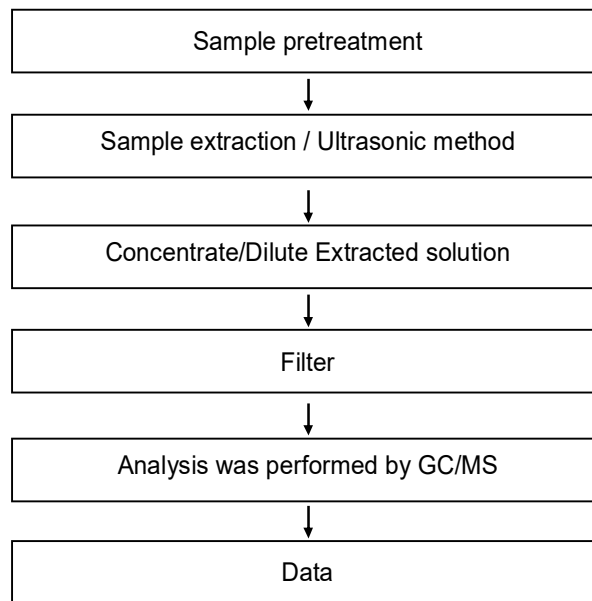 Sample pretreatment
Sample extraction / Ultrasonic method
Concentrate/Dilute Extracted solution
Filter
Analysis was performed by GC/MS
Data